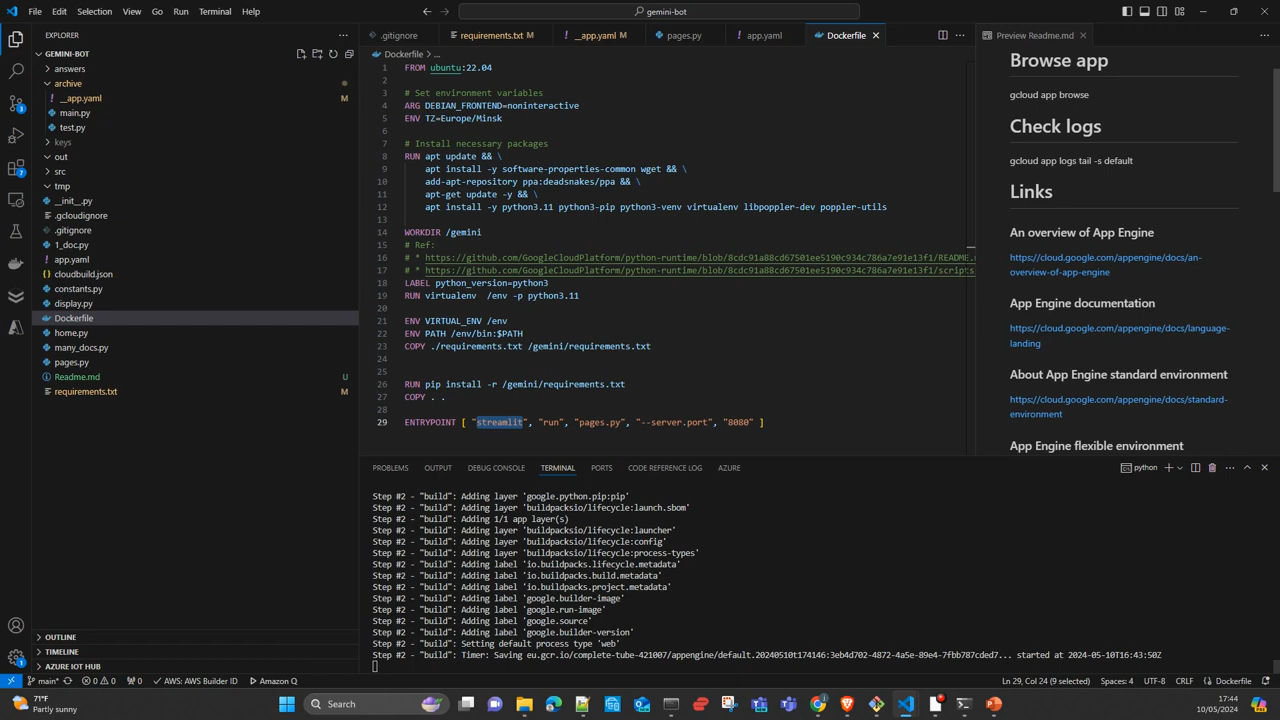 File Edit Selection View Go Run Terminal Help
gemini-bot
EXPLORER
GEMINI-BOT
answers
archive
__app.yaml M
main.py
test.py
keys
out
src
tmp
__init__.py
.gcloudignore
.gitignore
1_doc.py
app.yaml
cloudbuild.json
constants.py
display.py
Dockerfile
home.py
many_docs.py
pages.py
Readme.md U
requirements.txt M
OUTLINE
TIMELINE
AZURE IOT HUB
.gitignore requirements.txt M __app.yaml M pages.py app.yaml Dockerfile
Dockerfile > ...
1 FROM ubuntu:22.04
2
3 # Set environment variables
4 ARG DEBIAN_FRONTEND=noninteractive
5 ENV TZ=Europe/Minsk
6
7 # Install necessary packages
8 RUN apt update && \
9 apt install -y software-properties-common wget && \
10 add-apt-repository ppa:deadsnakes/ppa && \
11 apt-get update -y && \
12 apt install -y python3.11 python3-pip python3-venv virtualenv libpoppler-dev poppler-utils
13
14 WORKDIR /gemini
15 # Ref:
16 # * https://github.com/GoogleCloudPlatform/python-runtime/blob/8cdc91a88cd67501ee5190c934c786a7e91e13f1/README.m
17 # * https://github.com/GoogleCloudPlatform/python-runtime/blob/8cdc91a88cd67501ee5190c934c786a7e91e13f1/scripts
18 LABEL python_version=python3
19 RUN virtualenv /env -p python3.11
20
21 ENV VIRTUAL_ENV /env
22 ENV PATH /env/bin:$PATH
23 COPY ./requirements.txt /gemini/requirements.txt
24
25
26 RUN pip install -r /gemini/requirements.txt
27 COPY . .
28
29 ENTRYPOINT [ "streamlit", "run", "pages.py", "--server.port", "8080" ]
Preview Readme.md
Browse app
gcloud app browse
Check logs
gcloud app logs tail -s default
Links
An overview of App Engine
https://cloud.google.com/appengine/docs/an-
overview-of-app-engine
App Engine documentation
https://cloud.google.com/appengine/docs/language-
landing
About App Engine standard environment
https://cloud.google.com/appengine/docs/standard-
environment
App Engine flexible environment
PROBLEMS OUTPUT DEBUG CONSOLE TERMINAL PORTS CODE REFERENCE LOG AZURE
python
Step #2 - "build": Adding layer 'google.python.pip:pip'
Step #2 - "build": Adding layer 'buildpacksio/lifecycle:launch.sbom'
Step #2 - "build": Adding 1/1 app layer(s)
Step #2 - "build": Adding layer 'buildpacksio/lifecycle:launcher'
Step #2 - "build": Adding layer 'buildpacksio/lifecycle:config'
Step #2 - "build": Adding layer 'buildpacksio/lifecycle:process-types'
Step #2 - "build": Adding label 'io.buildpacks.lifecycle.metadata'
Step #2 - "build": Adding label 'io.buildpacks.build.metadata'
Step #2 - "build": Adding label 'io.buildpacks.project.metadata'
Step #2 - "build": Adding label 'google.builder-image'
Step #2 - "build": Adding label 'google.run-image'
Step #2 - "build": Adding label 'google.source'
Step #2 - "build": Adding label 'google.builder-version'
Step #2 - "build": Setting default process type 'web'
Step #2 - "build": Timer: Saving eu.gcr.io/complete-tube-421007/appengine/default.20240510t174146:3eb4d702-4872-4a5e-89e4-7fbb787cded7... started at 2024-05-10T16:43:50Z
main* 0 0 0 AWS: AWS Builder ID Amazon Q
Ln 29, Col 24 (9 selected) Spaces: 4 UTF-8 CRLF Dockerfile
71°F
Partly sunny
Search
17:44
10/05/2024